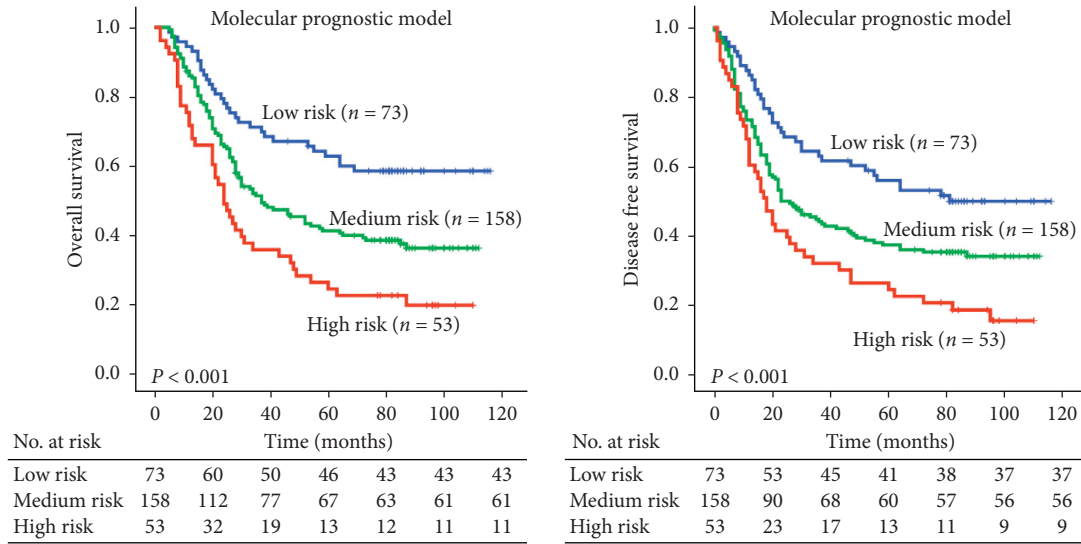 Molecular prognostic model
Overall survival
1.0
0.8
0.6
0.4
0.2
0.0
Low risk (n = 73)
Medium risk (n = 158)
High risk (n = 53)
P < 0.001
0 20 40 60 80 100 120
No. at risk Time (months)
Low risk 73 60 50 46 43 43 43
Medium risk 158 112 77 67 63 61 61
High risk 53 32 19 13 12 11 11
Molecular prognostic model
Disease free survival
1.0
0.8
0.6
0.4
0.2
0.0
Low risk (n = 73)
Medium risk (n = 158)
High risk (n = 53)
P < 0.001
0 20 40 60 80 100 120
No. at risk Time (months)
Low risk 73 53 45 41 38 37 37
Medium risk 158 90 68 60 57 56 56
High risk 53 23 17 13 11 9 9